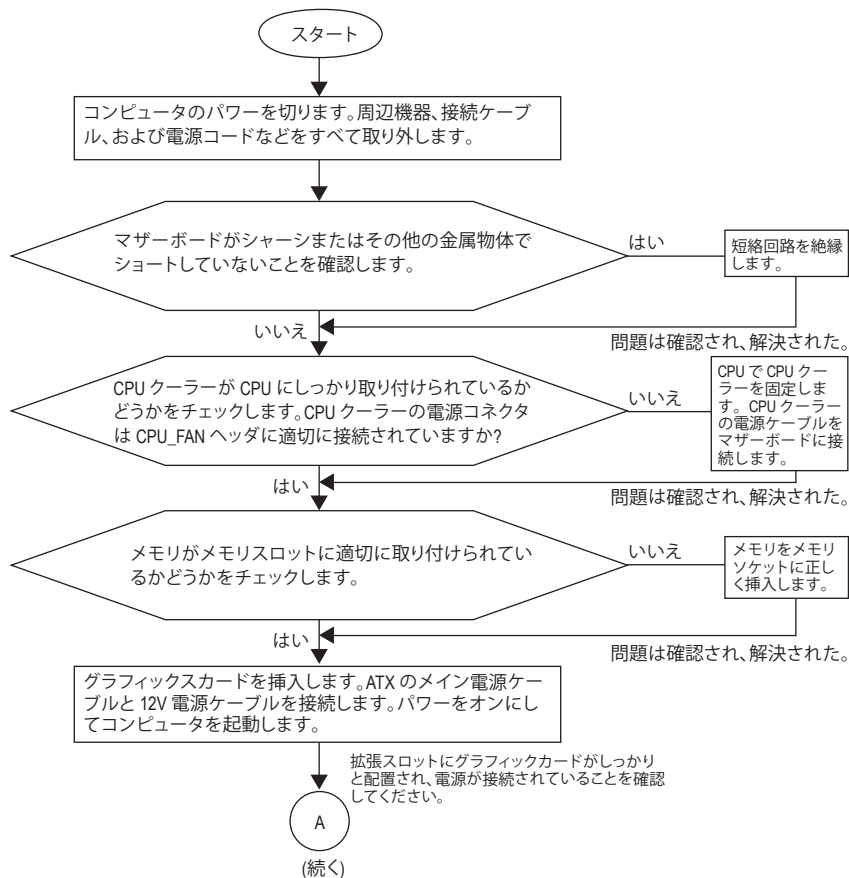 スタート
コンピュータのパワーを切ります。周辺機器、接続ケーブ
ル、および電源コードなどをすべて取り外します。
マザーボードがシャーシまたはその他の金属物体で
ショートしていないことを確認します。
はい
短絡回路を絶縁
します。
いいえ
問題は確認され、解決された。
CPU クーラーが CPU にしっかり取り付けられているか
どうかをチェックします。CPU クーラーの電源コネクタ
は CPU_FAN ヘッダに適切に接続されていますか?
いいえ
CPU で CPU クー
ラーを固定しま
す。 CPU クーラー
の電源ケーブルを
マザーボードに接
続します。
はい
問題は確認され、解決された。
メモリがメモリスロットに適切に取り付けられてい
るかどうかをチェックします。
いいえ
メモリをメモリ
ソケットに正し
く挿入します。
はい
問題は確認され、解決された。
グラフィックスカードを挿入します。ATX のメイン電源ケー
ブルと 12V 電源ケーブルを接続します。パワーをオンにし
てコンピュータを起動します。
拡張スロットにグラフィックカードがしっかり
と配置され、電源が接続されていることを確認
してください。
A
(続く)